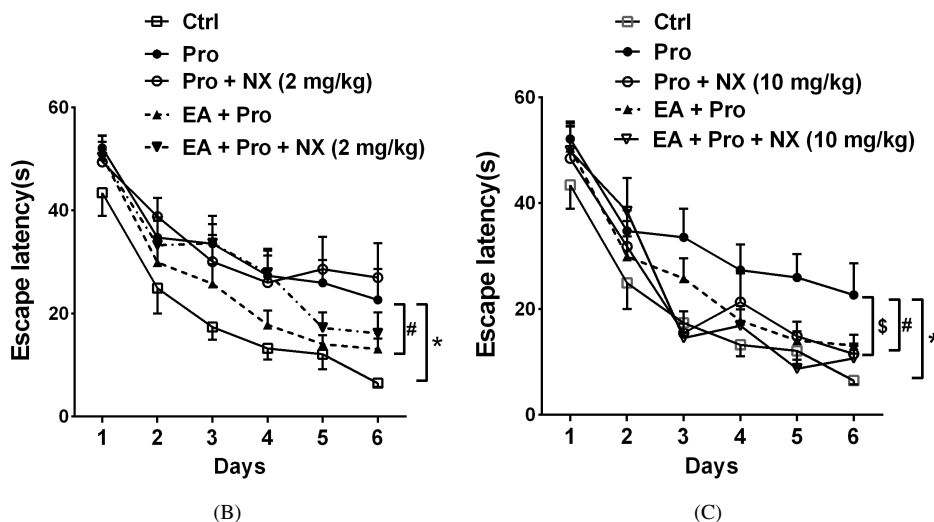 Ctrl
Pro
Pro + NX (2 mg/kg)
EA + Pro
EA + Pro + NX (2 mg/kg)
60
40
20
0
Escape latency(s)
#
*
1 2 3 4 5 6
Days
(B)
Ctrl
Pro
Pro + NX (10 mg/kg)
EA + Pro
EA + Pro + NX (10 mg/kg)
60
40
20
0
Escape latency(s)
$
#
*
1 2 3 4 5 6
Days
(C)